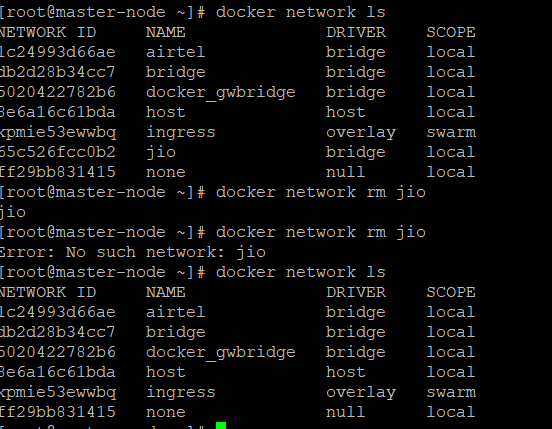 [root@master-node ~]# docker network ls
NETWORK ID     NAME              DRIVER    SCOPE
1c24993d66ae   airtel            bridge    local
db2d28b34cc7   bridge            bridge    local
5020422782b6   docker_gwbridge   bridge    local
8e6a16c61bda   host              host      local
xpmie53ewwbq   ingress           overlay   swarm
65c526fcc0b2   jio               bridge    local
ff29bb831415   none              null      local
[root@master-node ~]# docker network rm jio
jio
[root@master-node ~]# docker network rm jio
Error: No such network: jio
[root@master-node ~]# docker network ls
NETWORK ID     NAME              DRIVER    SCOPE
1c24993d66ae   airtel            bridge    local
db2d28b34cc7   bridge            bridge    local
5020422782b6   docker_gwbridge   bridge    local
8e6a16c61bda   host              host      local
xpmie53ewwbq   ingress           overlay   swarm
ff29bb831415   none              null      local